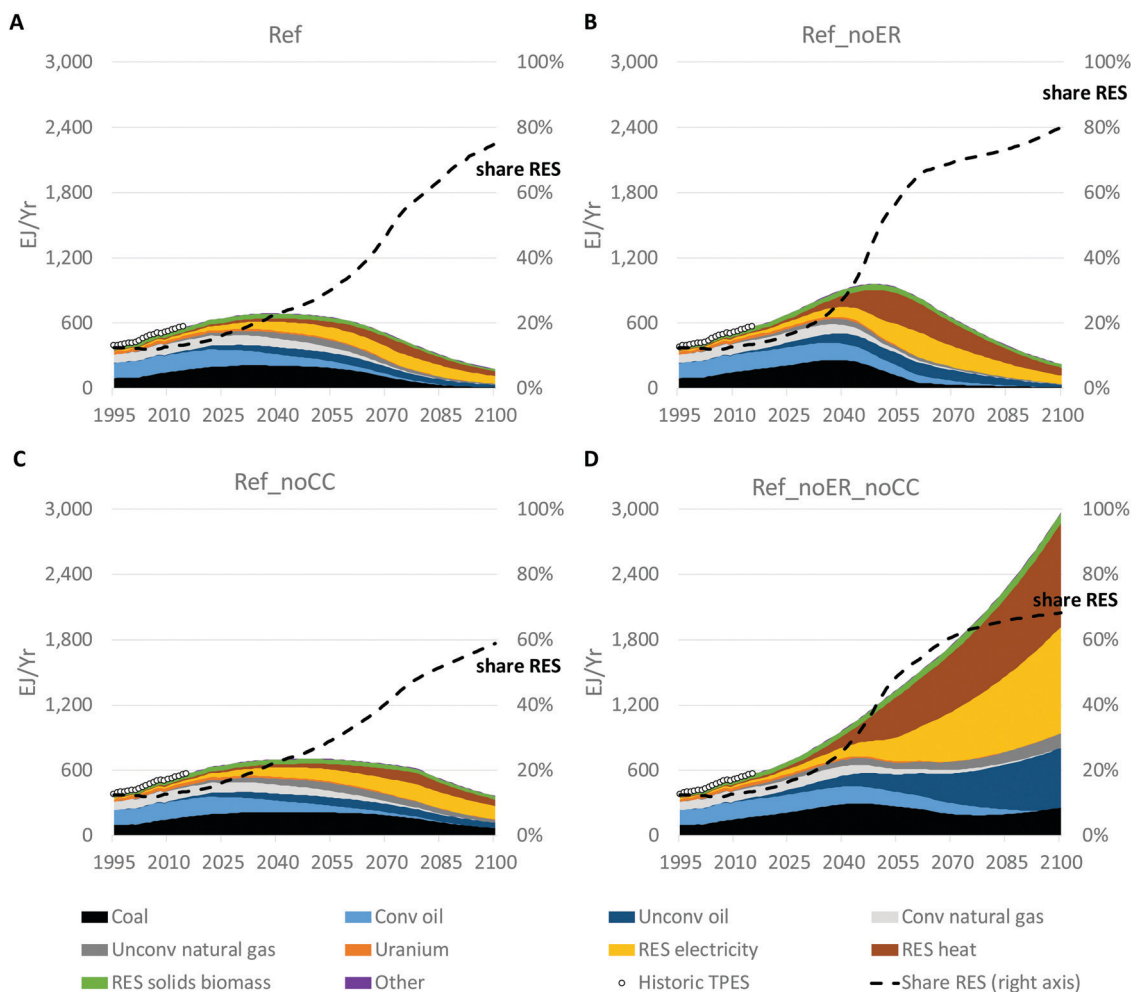 A
Ref
3,000
2,400
1,800
1,200
600
0
EJ/Yr
100%
80%
60%
40%
20%
0%
share RES
1995 2010 2025 2040 2055 2070 2085 2100
B
Ref_noER
3,000
2,400
1,800
1,200
600
0
EJ/Yr
100%
80%
60%
40%
20%
0%
share RES
1995 2010 2025 2040 2055 2070 2085 2100
C
Ref_noCC
3,000
2,400
1,800
1,200
600
0
EJ/Yr
100%
80%
60%
40%
20%
0%
share RES
1995 2010 2025 2040 2055 2070 2085 2100
D
Ref_noER_noCC
3,000
2,400
1,800
1,200
600
0
EJ/Yr
100%
80%
60%
40%
20%
0%
share RES
1995 2010 2025 2040 2055 2070 2085 2100
Coal Conv oil Unconv oil Conv natural gas
Unconv natural gas Uranium RES electricity RES heat
RES solids biomass Other Historic TPES Share RES (right axis)